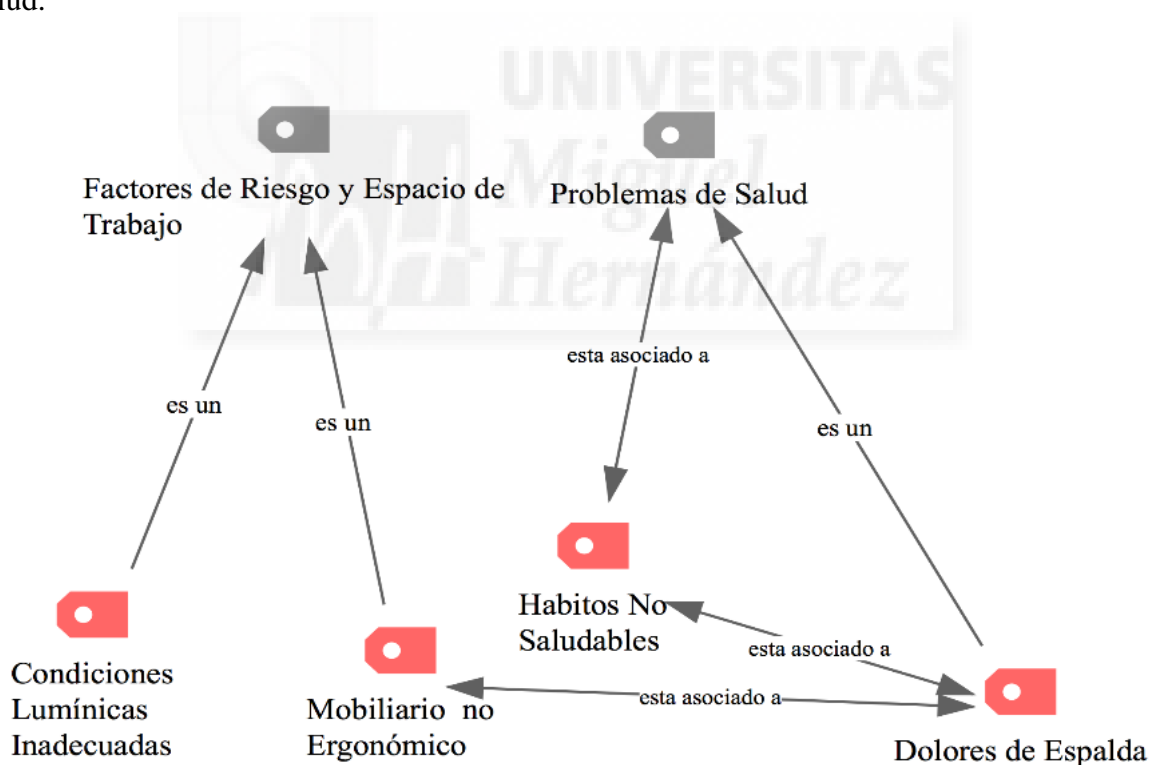 lud.
UNIVERSITAS
Miguel
Hernández
Factores de Riesgo y Espacio de
Trabajo
Problemas de Salud
esta asociado a
es un
es un
es un
Habitos No
Saludables
esta asociado a
esta asociado a
Condiciones
Lumínicas
Inadecuadas
Mobiliario no
Ergonómico
Dolores de Espalda